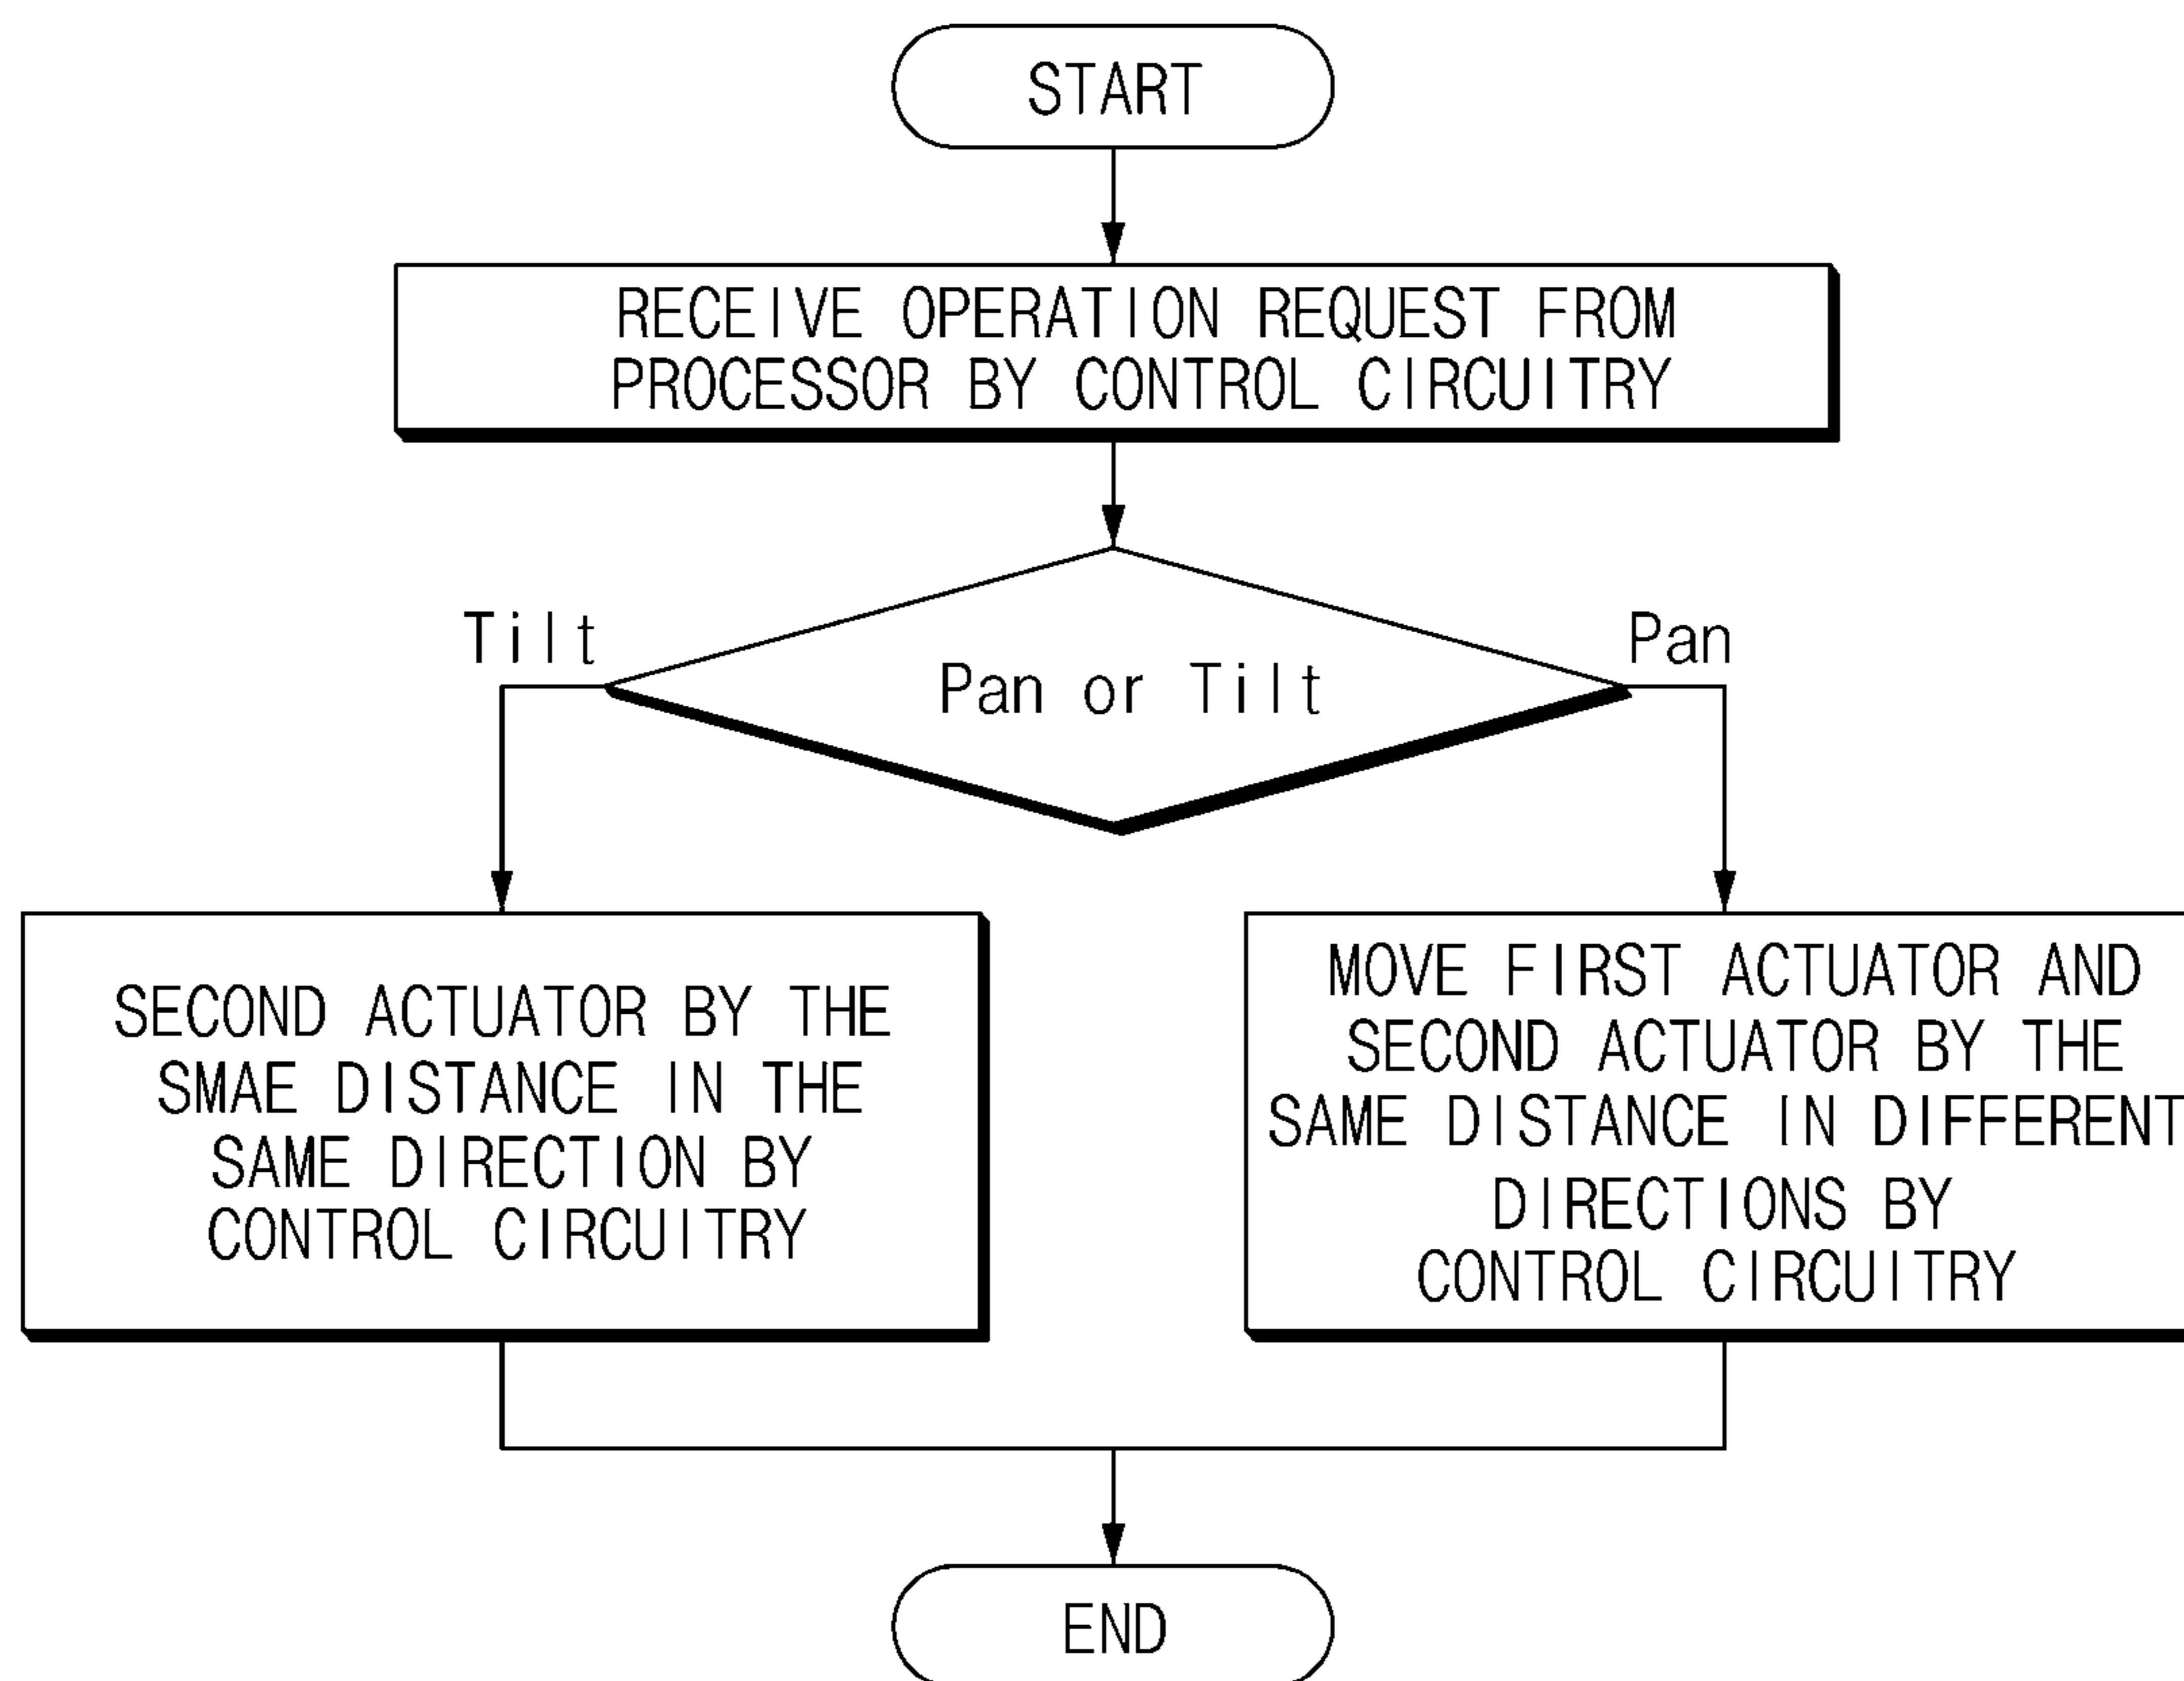 START
RECEIVE OPERATION REQUEST FROM
PROCESSOR BY CONTROL CIRCUITRY
Tilt
Pan or Tilt
Pan
SECOND ACTUATOR BY THE
SMAE DISTANCE IN THE
SAME DIRECTION BY
CONTROL CIRCUITRY
MOVE FIRST ACTUATOR AND
SECOND ACTUATOR BY THE
SAME DISTANCE IN DIFFERENT
DIRECTIONS BY
CONTROL CIRCUITRY
END